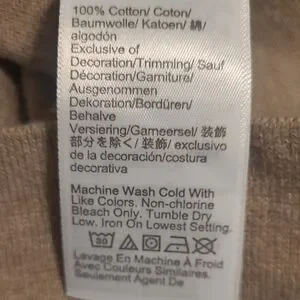 100% Cotton/ Coton/
Baumwolle/ Katoen/ 綿/
algodón
Exclusive of
Decoration/Trimming/ Sauf
Décoration/Garniture/
Ausgenommen
Dekoration/Bordüren/
Behalve
Versiering/Gameersel/ 装飾
部分を除く/ 装飾/ exclusivo
de la decoración/costura
decorativa
Machine Wash Cold With
Like Colors. Non-chlorine
Bleach Only. Tumble Dry
Low. Iron On Lowest Setting.
Lavage En Machine À Froid
Avec Couleurs Similaires.
Seulement Agent De